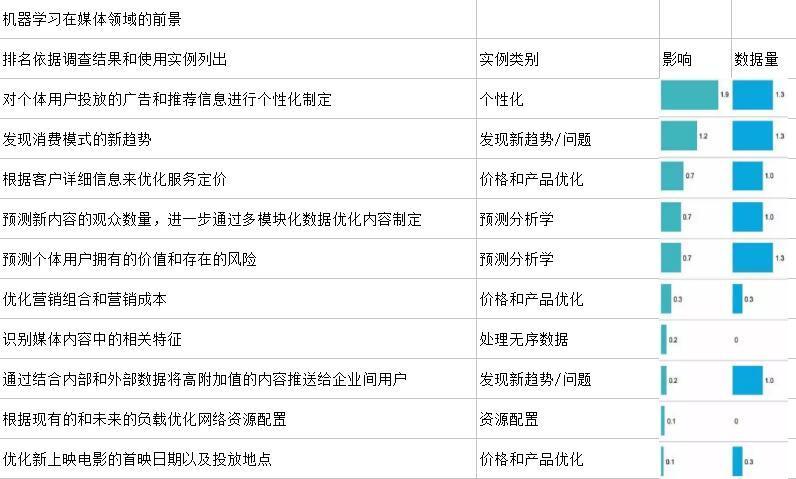 机器学习在媒体领域的前景
排名依据调查结果和使用实例列出 实例类别 影响 数据量
对个体用户投放的广告和推荐信息进行个性化制定 个性化 1.9 1.3
发现消费模式的新趋势 发现新趋势/问题 1.2 1.3
根据客户详细信息来优化服务定价 价格和产品优化 0.7 1.0
预测新内容的观众数量，进一步通过多模块化数据优化内容制定 预测分析学 0.7 1.0
预测个体用户拥有的价值和存在的风险 预测分析学 0.7 1.3
优化营销组合和营销成本 价格和产品优化 0.3 0.3
识别媒体内容中的相关特征 处理无序数据 0.2 0
通过结合内部和外部数据将高附加值的内容推送给企业间用户 发现新趋势/问题 0.2 1.0
根据现有的和未来的负载优化网络资源配置 资源配置 0.1 0
优化新上映电影的首映日期以及投放地点 价格和产品优化 0.1 0.3